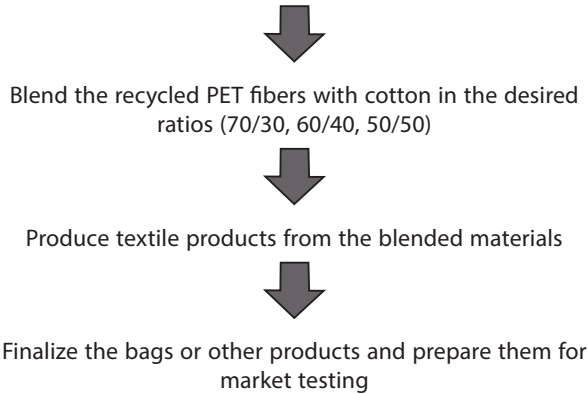 Blend the recycled PET fibers with cotton in the desired
ratios (70/30, 60/40, 50/50)
Produce textile products from the blended materials
Finalize the bags or other products and prepare them for
market testing